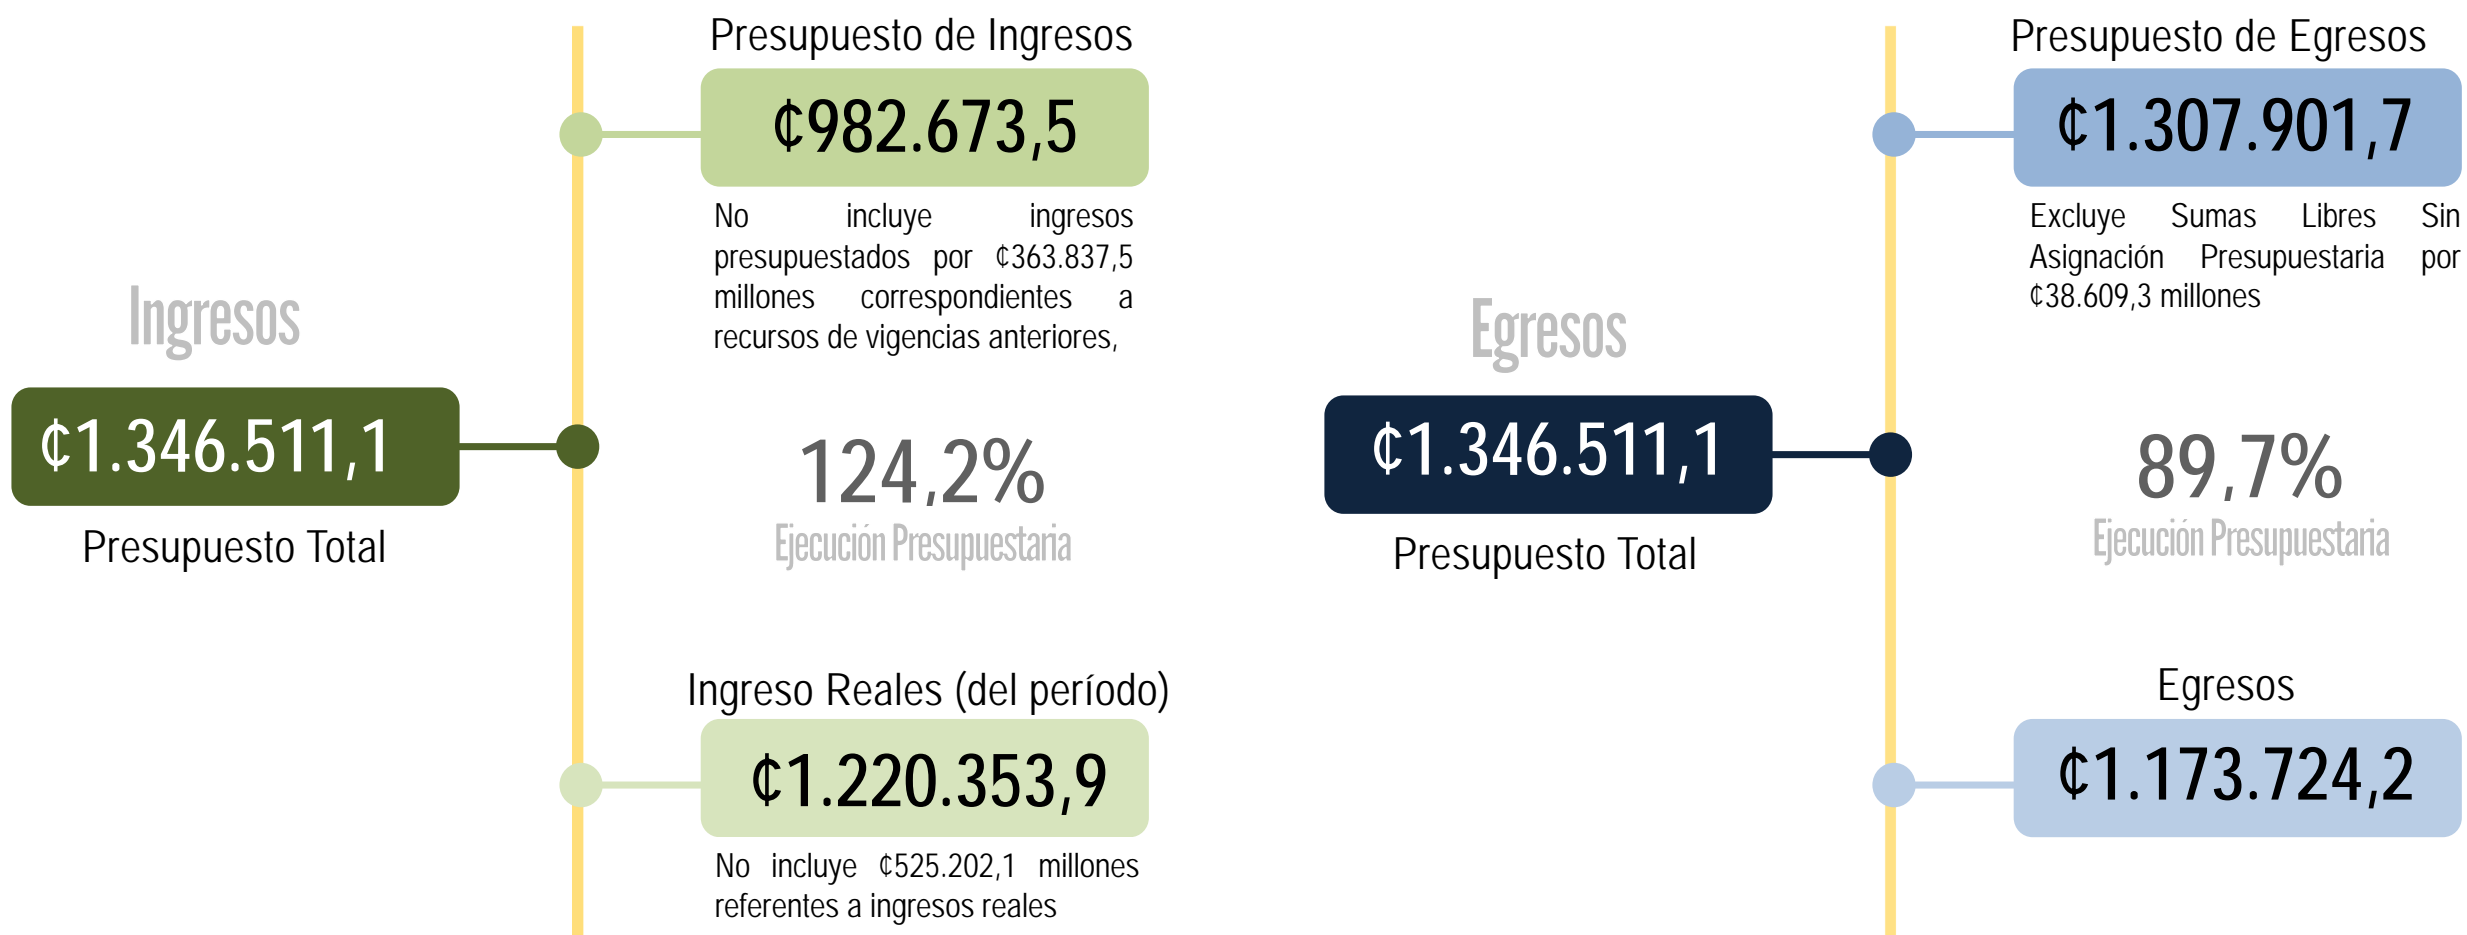 Ingresos
₵1.346.511,1
Presupuesto Total
Presupuesto de Ingresos
₵982.673,5
No incluye ingresos
presupuestados por ₵363.837,5
millones correspondientes a
recursos de vigencias anteriores,
124,2%
Ejecución Presupuestaria
Ingreso Reales (del período)
₵1.220.353,9
No incluye ₵525.202,1 millones
referentes a ingresos reales
Egresos
₵1.346.511,1
Presupuesto Total
Presupuesto de Egresos
₵1.307.901,7
Excluye Sumas Libres Sin
Asignación Presupuestaria por
₵38.609,3 millones
89,7%
Ejecución Presupuestaria
Egresos
₵1.173.724,2